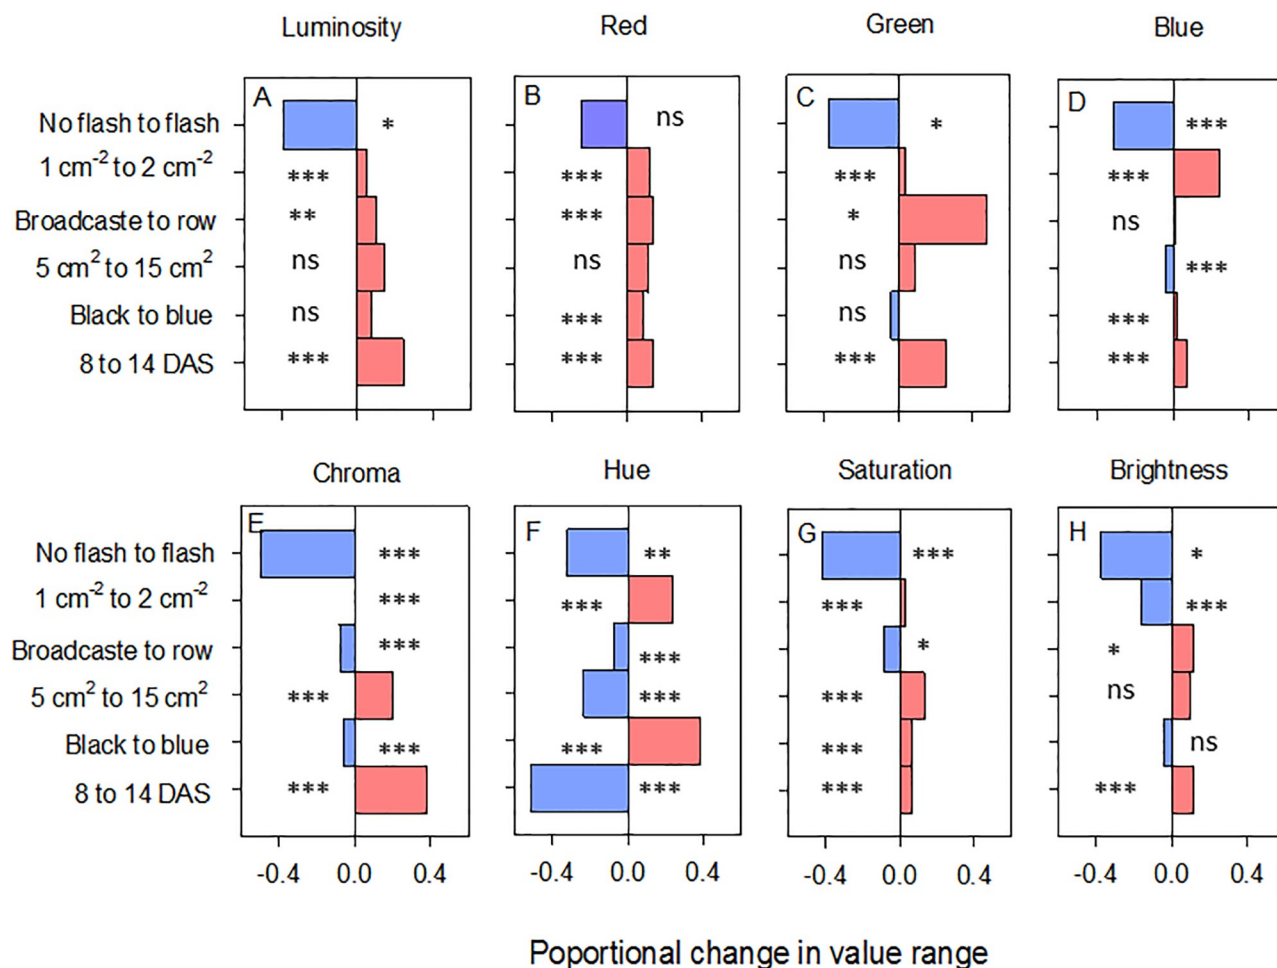 Luminosity Red Green Blue
A B C D
No flash to flash * ns * ***
1 cm⁻² to 2 cm⁻² *** *** *** ***
Broadcaste to row ** *** * ns
5 cm² to 15 cm² ns ns ns ***
Black to blue ns *** ns ***
8 to 14 DAS *** *** *** ***
Chroma Hue Saturation Brightness
E F G H
No flash to flash *** ** *** *
1 cm⁻² to 2 cm⁻² *** *** *** ***
Broadcaste to row *** *** * *
5 cm² to 15 cm² *** *** *** ns
Black to blue *** *** *** ns
8 to 14 DAS *** *** *** ***
-0.4 0.0 0.4 -0.4 0.0 0.4 -0.4 0.0 0.4 -0.4 0.0 0.4
Poportional change in value range